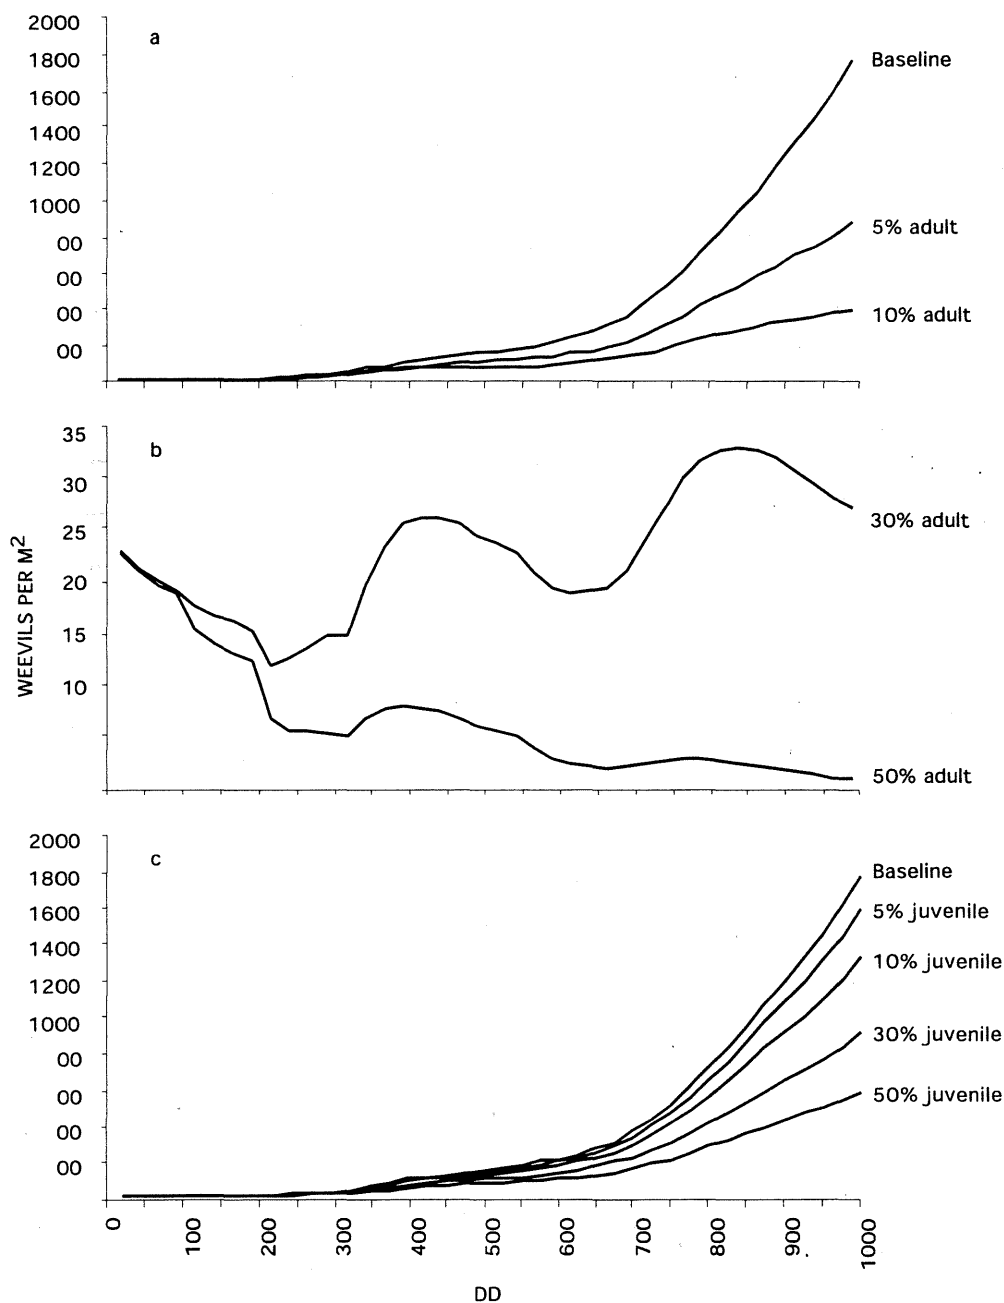 a
2000
1800
1600
1400
1200
1000
00
00
00
00
Baseline
5% adult
10% adult
b
35
30
25
20
15
10
WEEVILS PER M2
30% adult
50% adult
c
2000
1800
1600
1400
1200
1000
00
00
00
00
Baseline
5% juvenile
10% juvenile
30% juvenile
50% juvenile
0
100
200
300
400
500
600
700
800
900
1000
DD